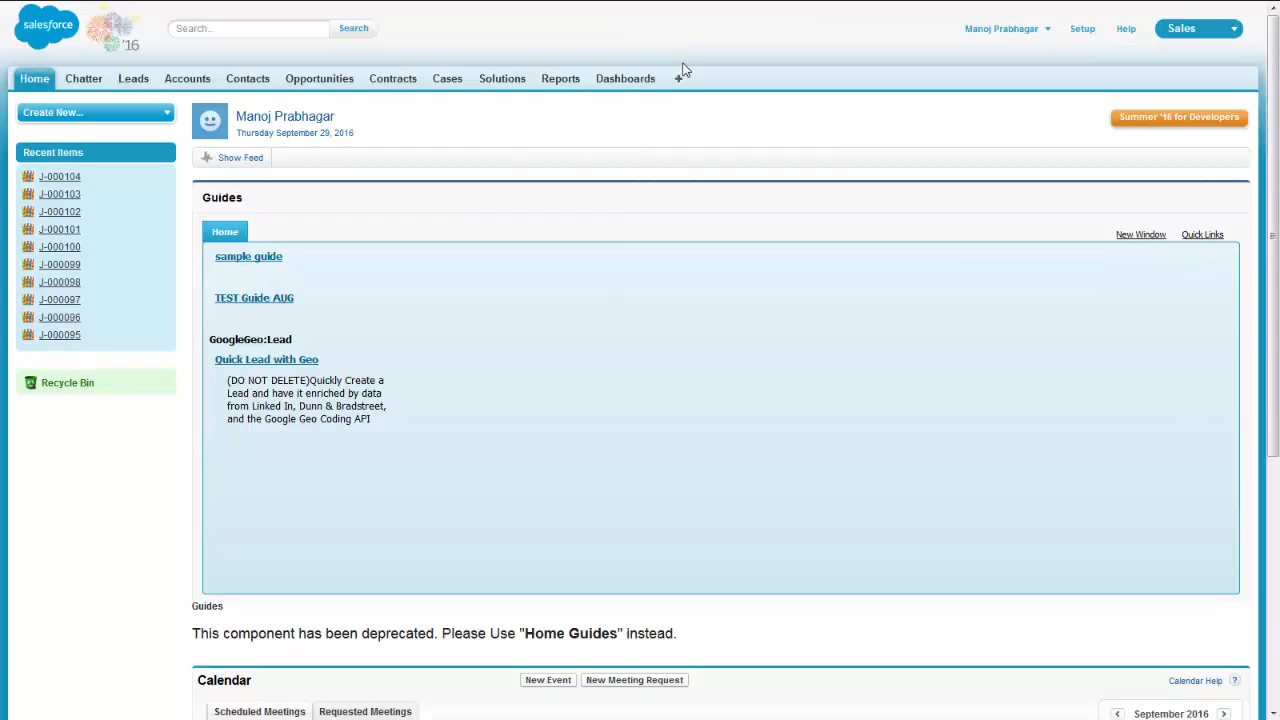 salesforce
'16
Search...
Search
Manoj Prabhagar
Setup
Help
Sales
Home
Chatter
Leads
Accounts
Contacts
Opportunities
Contracts
Cases
Solutions
Reports
Dashboards
+
Create New...
Recent Items
J-000104
J-000103
J-000102
J-000101
J-000100
J-000099
J-000098
J-000097
J-000096
J-000095
Recycle Bin
Manoj Prabhagar
Thursday September 29, 2016
Summer '16 for Developers
Show Feed
Guides
Home
New Window
Quick Links
sample guide
TEST Guide AUG
GoogleGeo:Lead
Quick Lead with Geo
(DO NOT DELETE)Quickly Create a
Lead and have it enriched by data
from Linked In, Dunn & Bradstreet,
and the Google Geo Coding API
Guides
This component has been deprecated. Please Use "Home Guides" instead.
Calendar
New Event
New Meeting Request
Calendar Help
?
Scheduled Meetings
Requested Meetings
September 2016